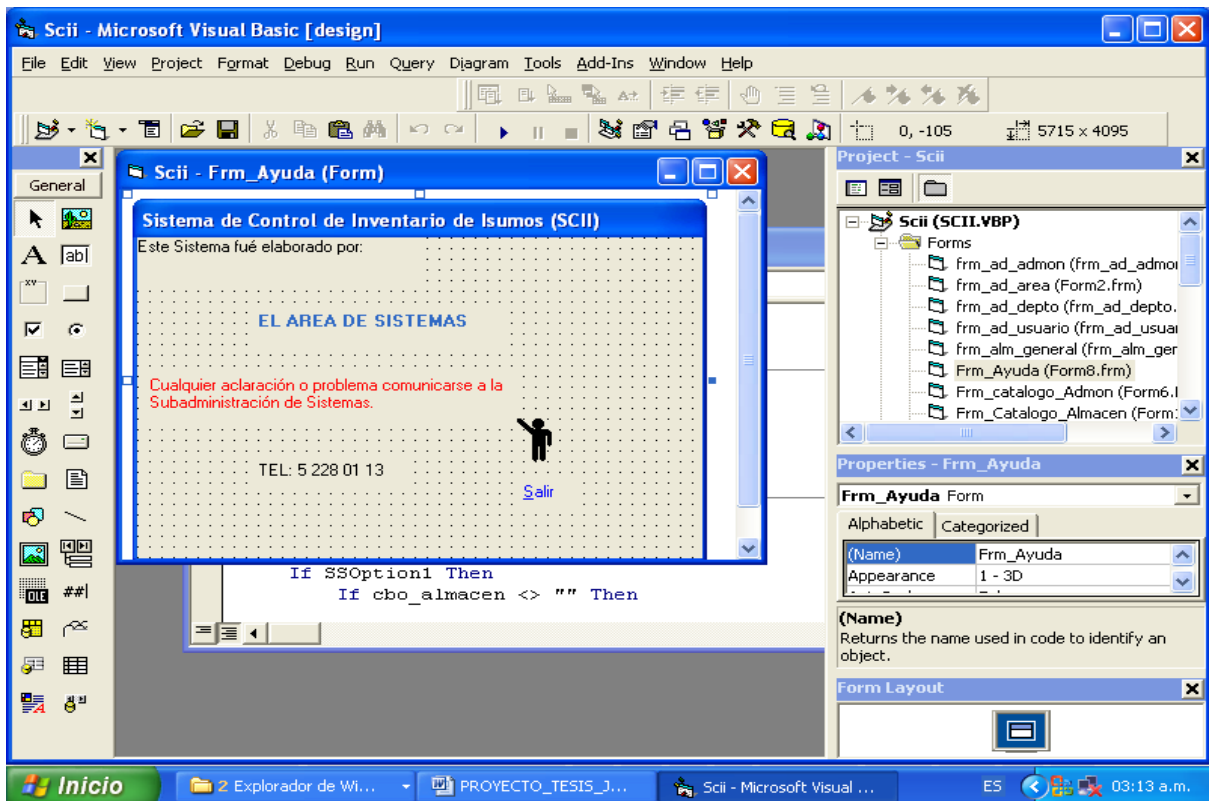 Scii - Microsoft Visual Basic [design]
File Edit View Project Format Debug Run Query Diagram Tools Add-Ins Window Help
0, -105
5715 x 4095
General
A
ab|
XY
OLE
##|
Scii - Frm_Ayuda (Form)
Sistema de Control de Inventario de Isumos (SCII)
Este Sistema fué elaborado por:
EL AREA DE SISTEMAS
Cualquier aclaración o problema comunicarse a la
Subadministración de Sistemas.
TEL: 5 228 01 13
Salir
If SSOption1 Then
If cbo_almacen <> "" Then
Project - Scii
Scii (SCII.VBP)
Forms
frm_ad_admon (frm_ad_admo
frm_ad_area (Form2.frm)
frm_ad_depto (frm_ad_depto.
frm_ad_usuario (frm_ad_usua
frm_alm_general (frm_alm_ger
Frm_Ayuda (Form8.frm)
Frm_catalogo_Admon (Form6.
Frm_Catalogo_Almacen (Form
Properties - Frm_Ayuda
Frm_Ayuda Form
Alphabetic Categorized
(Name) Frm_Ayuda
Appearance 1 - 3D
(Name)
Returns the name used in code to identify an
object.
Form Layout
Inicio
2 Explorador de Wi...
PROYECTO_TESIS_J...
Scii - Microsoft Visual ...
ES
03:13 a.m.